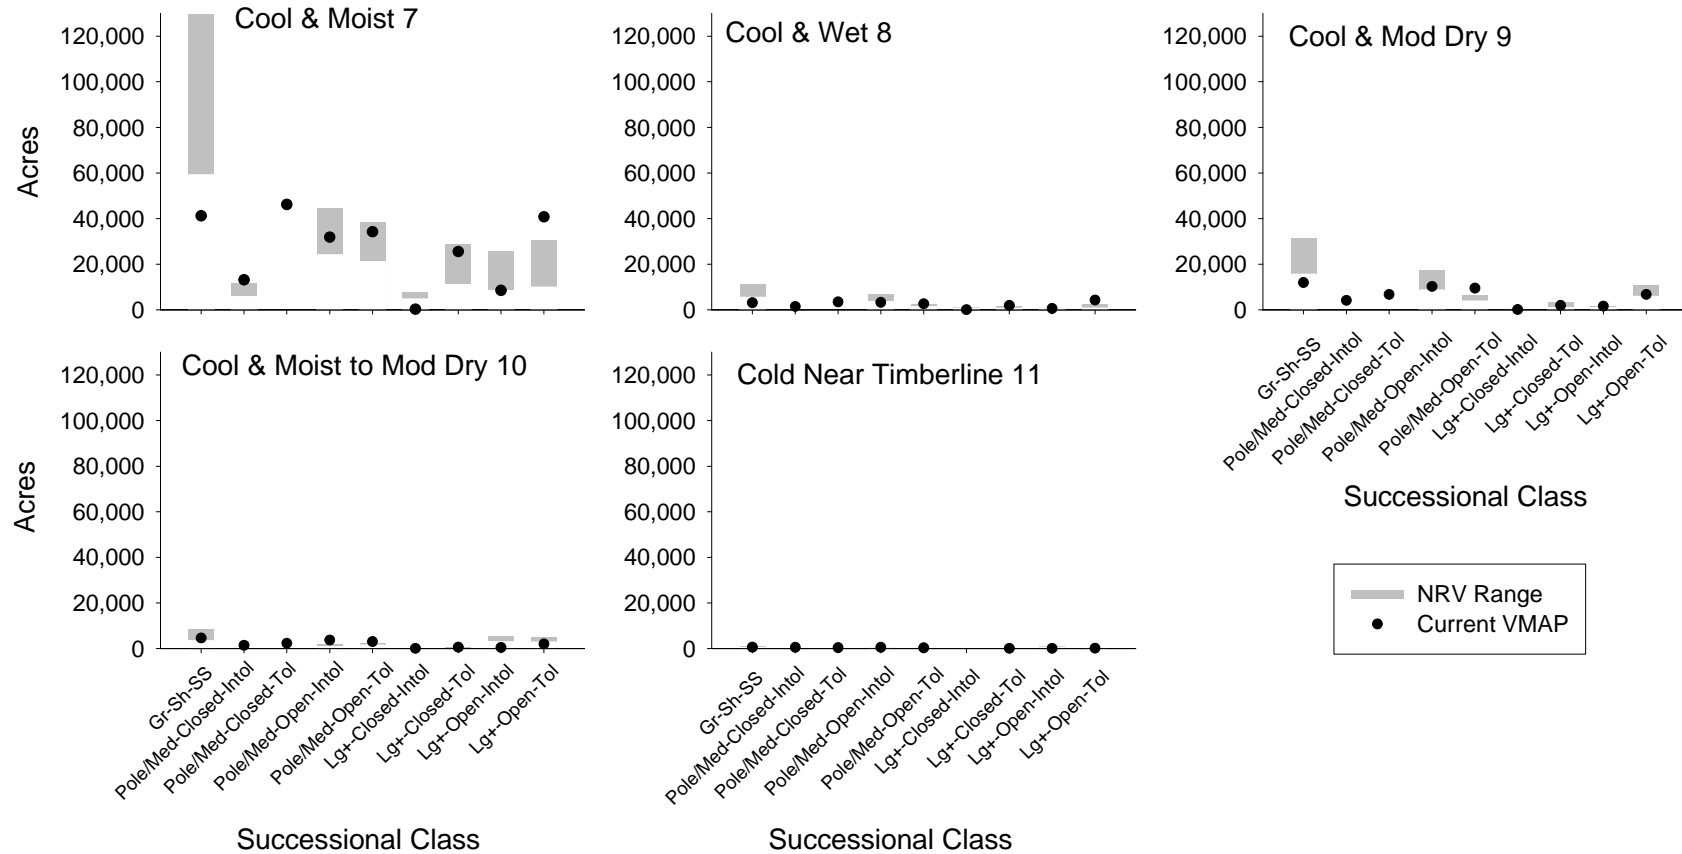 Cool & Moist 7
120,000
100,000
80,000
60,000
40,000
20,000
0
Acres
Cool & Wet 8
120,000
100,000
80,000
60,000
40,000
20,000
0
Cool & Mod Dry 9
120,000
100,000
80,000
60,000
40,000
20,000
0
Gr-Sh-SS
Pole/Med-Closed-Intol
Pole/Med-Closed-Tol
Pole/Med-Open-Intol
Pole/Med-Open-Tol
Lg+-Closed-Intol
Lg+-Closed-Tol
Lg+-Open-Intol
Lg+-Open-Tol
Successional Class
Cool & Moist to Mod Dry 10
120,000
100,000
80,000
60,000
40,000
20,000
0
Acres
Gr-Sh-SS
Pole/Med-Closed-Intol
Pole/Med-Closed-Tol
Pole/Med-Open-Intol
Pole/Med-Open-Tol
Lg+-Closed-Intol
Lg+-Closed-Tol
Lg+-Open-Intol
Lg+-Open-Tol
Successional Class
Cold Near Timberline 11
120,000
100,000
80,000
60,000
40,000
20,000
0
Gr-Sh-SS
Pole/Med-Closed-Intol
Pole/Med-Closed-Tol
Pole/Med-Open-Intol
Pole/Med-Open-Tol
Lg+-Closed-Intol
Lg+-Closed-Tol
Lg+-Open-Intol
Lg+-Open-Tol
Successional Class
NRV Range
Current VMAP